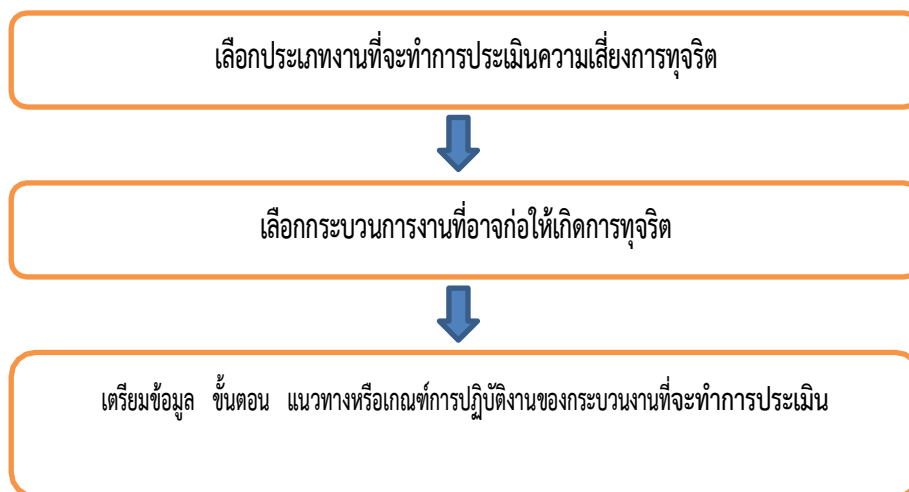 เลือกประเภทงานที่จะทำการประเมินความเสี่ยงการทุจริต
เลือกกระบวนการงานที่อาจก่อให้เกิดการทุจริต
เตรียมข้อมูล ขั้นตอน แนวทางหรือเกณฑ์การปฏิบัติงานของกระบวนงานที่จะทำการประเมิน